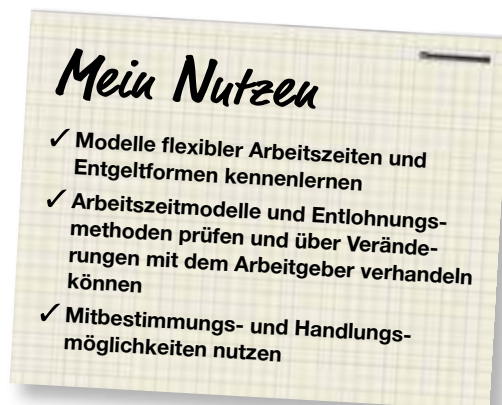 Mein Nutzen
✓ Modelle flexibler Arbeitszeiten und
Entgeltformen kennenlernen
✓ Arbeitszeitmodelle und Entlohnungs-
methoden prüfen und über Verände-
rungen mit dem Arbeitgeber verhandeln
können
✓ Mitbestimmungs- und Handlungs-
möglichkeiten nutzen